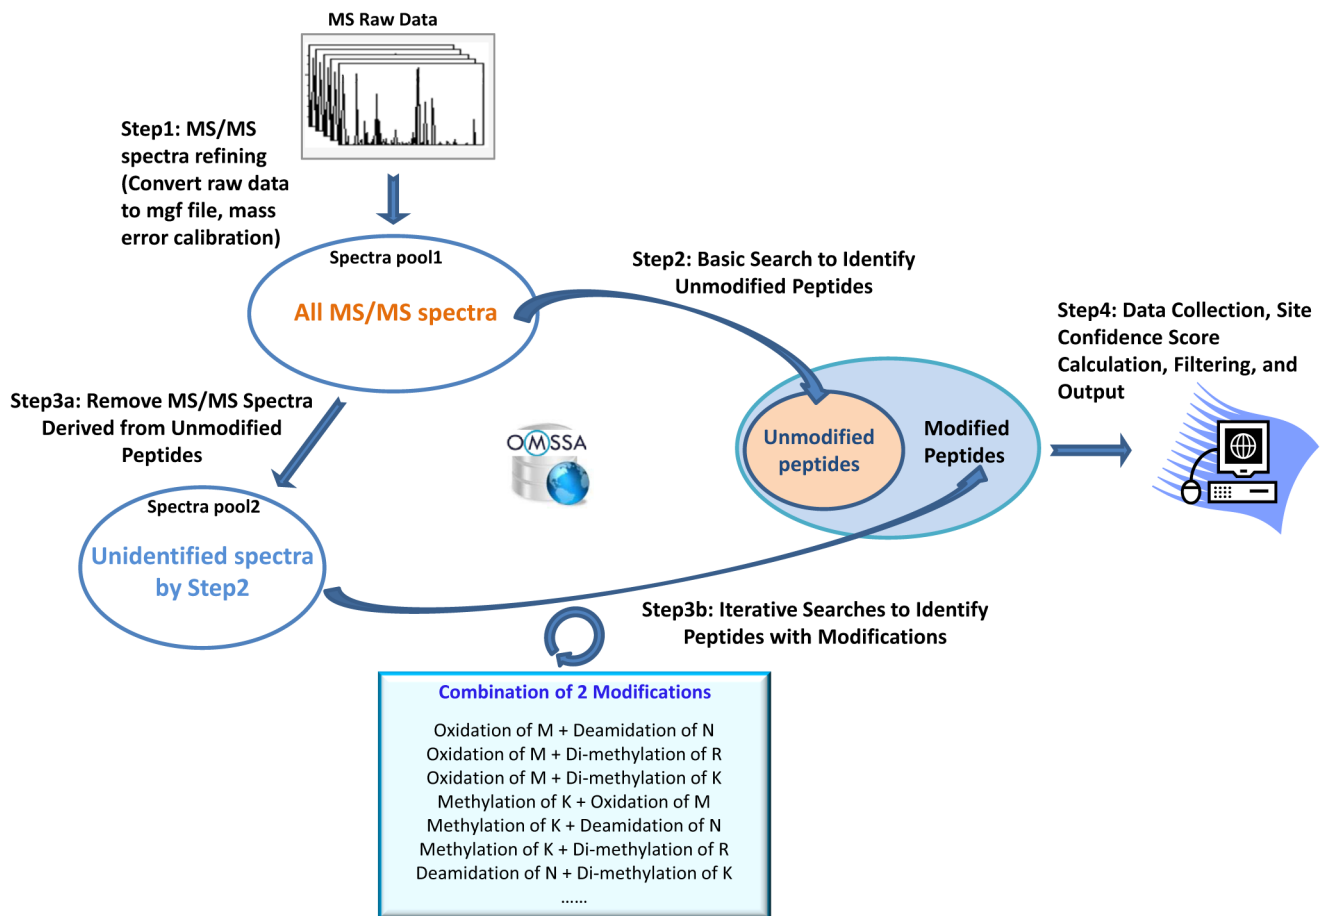 MS Raw Data
Step1: MS/MS
spectra refining
(Convert raw data
to mgf file, mass
error calibration)
Spectra pool1
All MS/MS spectra
Step2: Basic Search to Identify
Unmodified Peptides
Step4: Data Collection, Site
Confidence Score
Calculation, Filtering, and
Output
Step3a: Remove MS/MS Spectra
Derived from Unmodified
Peptides
OMSSA
Unmodified
peptides
Modified
Peptides
Spectra pool2
Unidentified spectra
by Step2
Step3b: Iterative Searches to Identify
Peptides with Modifications
Combination of 2 Modifications
Oxidation of M + Deamidation of N
Oxidation of M + Di-methylation of R
Oxidation of M + Di-methylation of K
Methylation of K + Oxidation of M
Methylation of K + Deamidation of N
Methylation of K + Di-methylation of R
Deamidation of N + Di-methylation of K
......